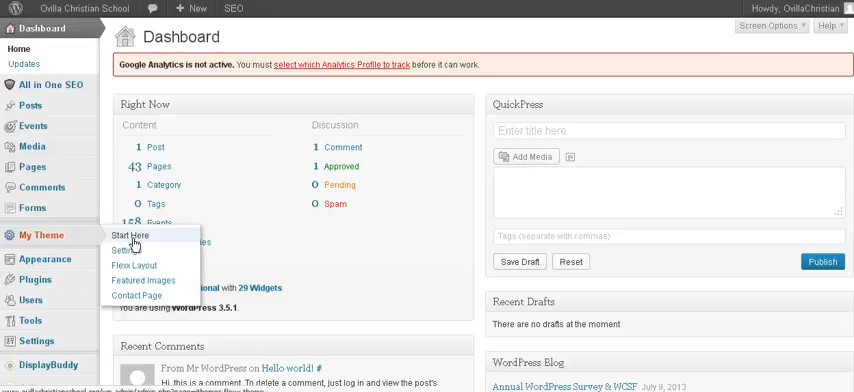 Ovilla Christian School
0
New
SEO
Howdy, OvillaChristian
Dashboard
Home
Updates
All in One SEO
Posts
Events
Media
Pages
Comments
Forms
My Theme
Appearance
Plugins
Users
Tools
Settings
DisplayBuddy
Screen Options
Help
Dashboard
Google Analytics is not active. You must select which Analytics Profile to track before it can work.
Right Now
Content
Discussion
1 Post
1 Comment
43 Pages
1 Approved
1 Category
0 Pending
0 Tags
0 Spam
158 Events
Start Here
Settings
Flexx Layout
Featured Images
Contact Page
with 29 Widgets
You are using WordPress 3.5.1.
Recent Comments
From Mr WordPress on Hello world! #
Hi, this is a comment. To delete a comment, just log in and view the post's
QuickPress
Enter title here
Add Media
Tags (separate with commas)
Save Draft
Reset
Publish
Recent Drafts
There are no drafts at the moment
WordPress Blog
Annual WordPress Survey & WCSF July 9, 2013